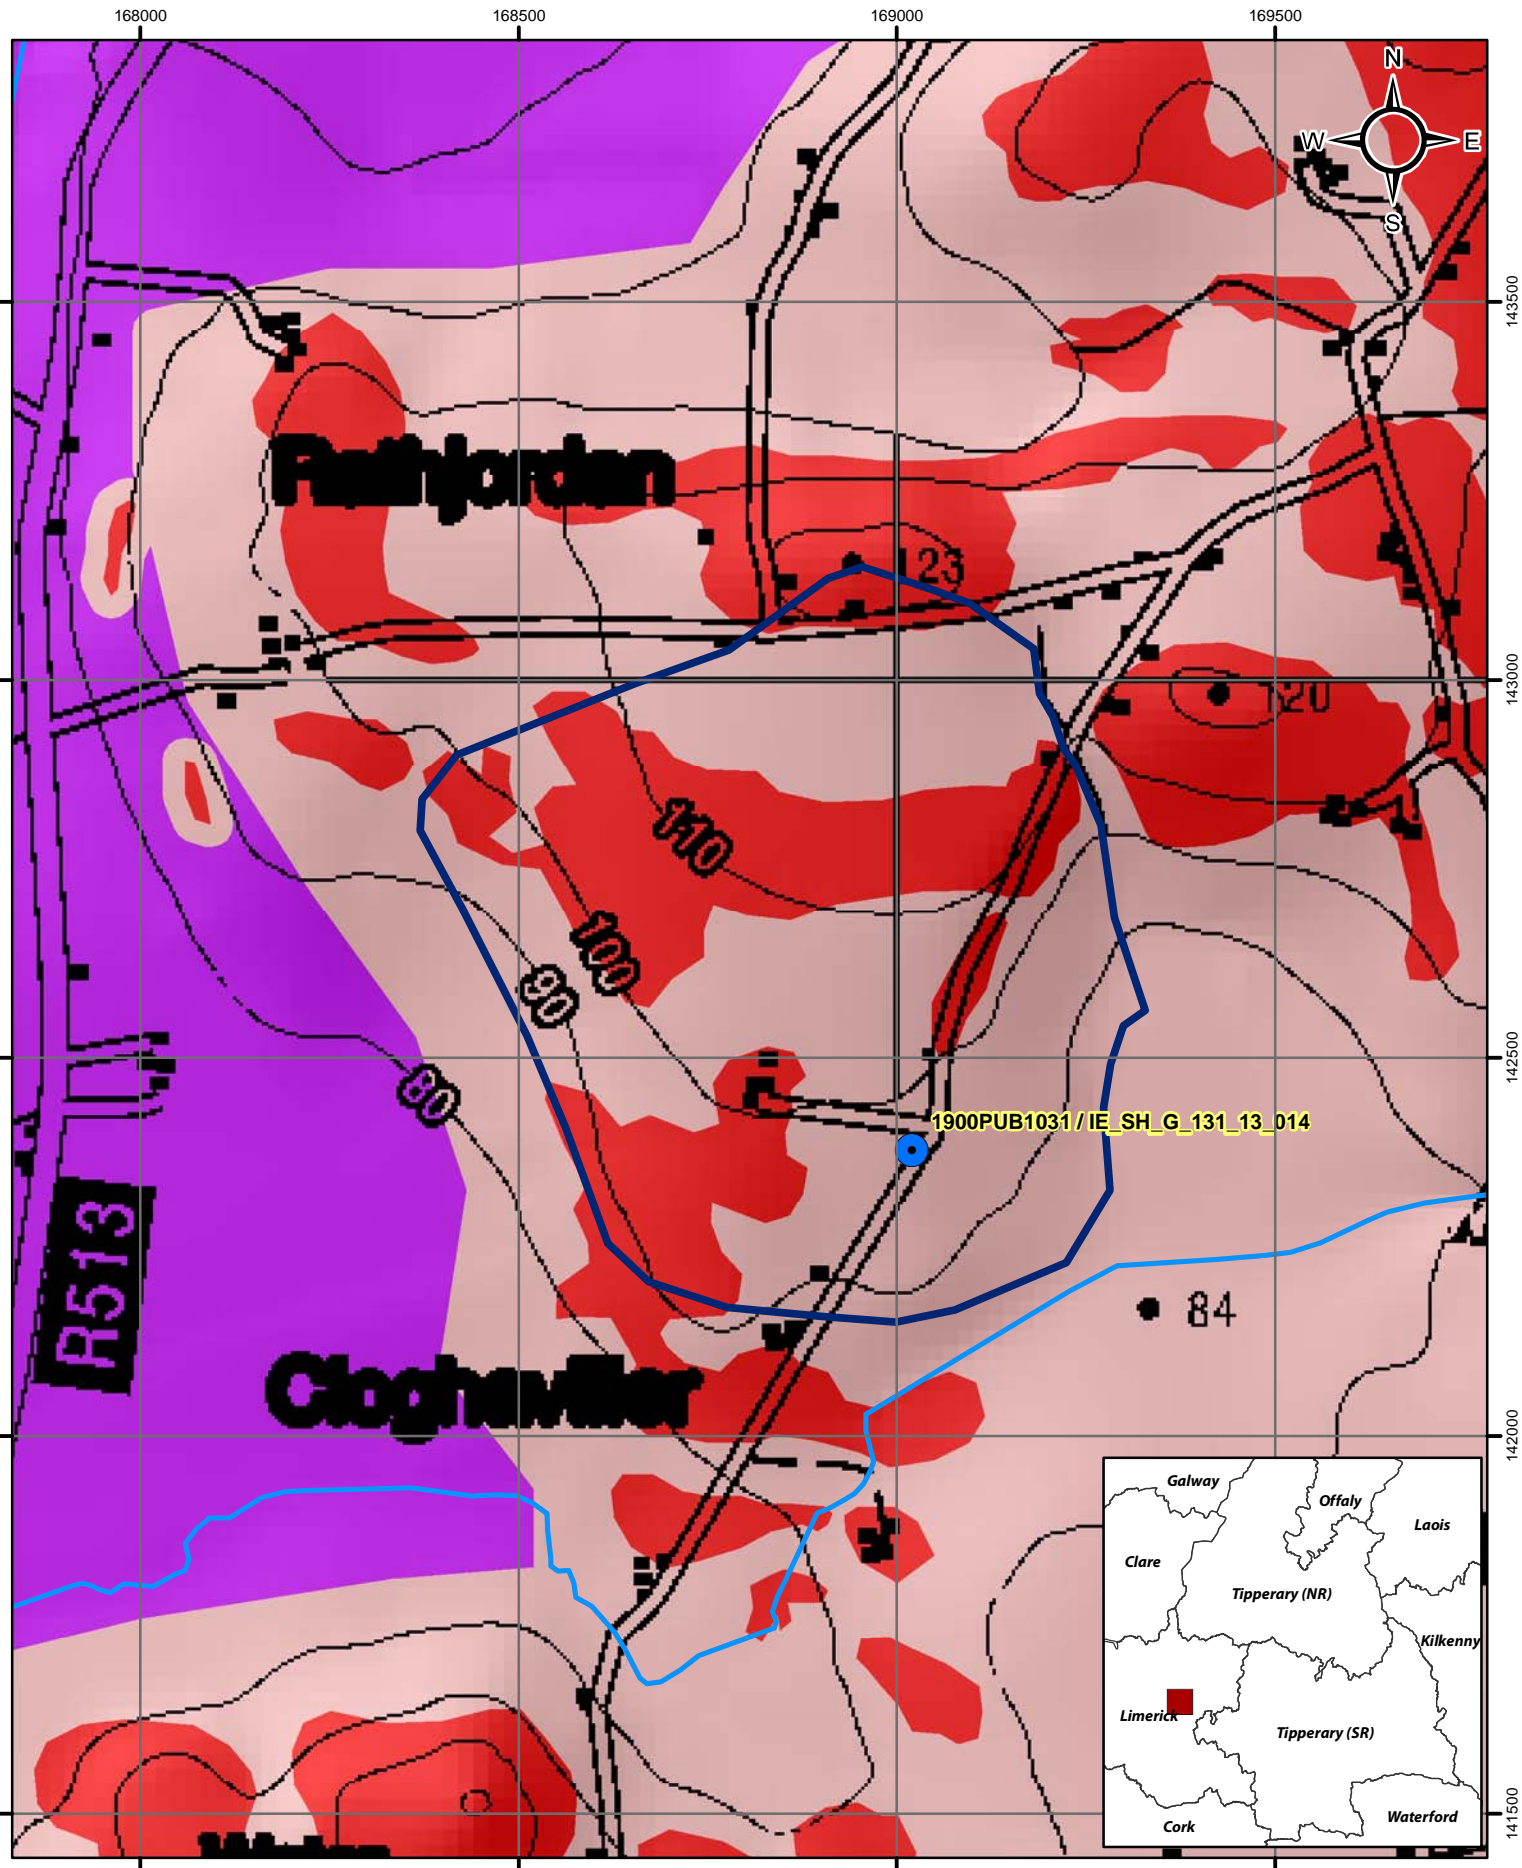 168000 168500 169000 169500
N
W E
S
143500
Rathjordan
123
143000
120
110
100
90
80
142500
1900PUB1031 / IE_SH_G_131_13_014
R513
84
Cloghaviller
142000
Galway
Offaly
Laois
Clare
Tipperary (NR)
Kilkenny
Limerick
Tipperary (SR)
141500
Waterford
Cork